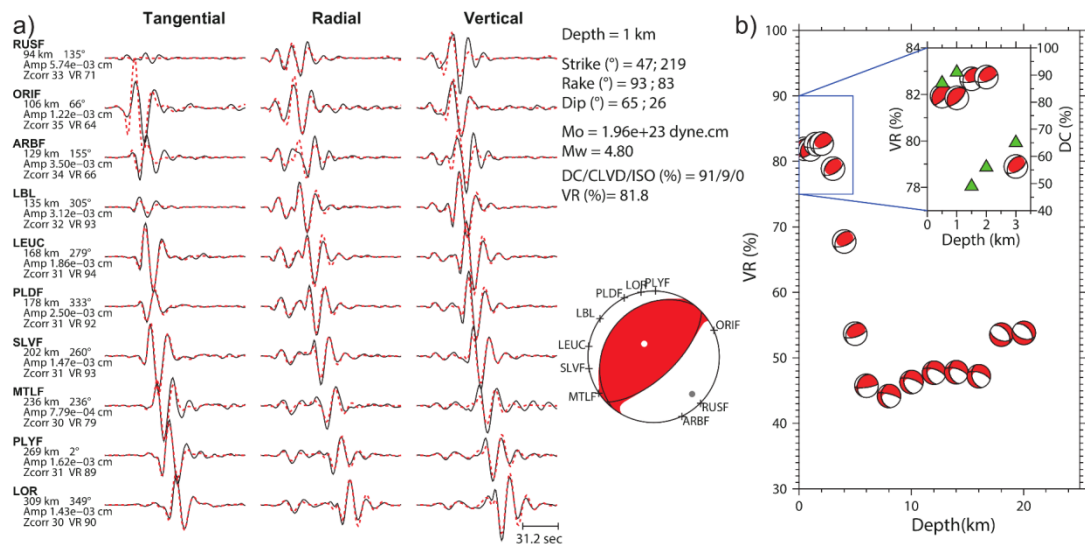 a)
Tangential Radial Vertical
RUSF
94 km 135°
Amp 5.74e−03 cm
Zcorr 33 VR 71
ORIF
106 km 66°
Amp 1.22e−03 cm
Zcorr 35 VR 64
ARBF
129 km 155°
Amp 3.50e−03 cm
Zcorr 34 VR 66
LBL
135 km 305°
Amp 3.12e−03 cm
Zcorr 32 VR 93
LEUC
168 km 279°
Amp 1.86e−03 cm
Zcorr 31 VR 94
PLDF
178 km 333°
Amp 2.50e−03 cm
Zcorr 31 VR 92
SLVF
202 km 260°
Amp 1.47e−03 cm
Zcorr 31 VR 93
MTLF
236 km 236°
Amp 7.79e−04 cm
Zcorr 30 VR 79
PLYF
269 km 2°
Amp 1.62e−03 cm
Zcorr 31 VR 89
LOR
309 km 349°
Amp 1.43e−03 cm
Zcorr 30 VR 90
31.2 sec
Depth = 1 km
Strike (°) = 47; 219
Rake (°) = 93 ; 83
Dip (°) = 65 ; 26
Mo = 1.96e+23 dyne.cm
Mw = 4.80
DC/CLVD/ISO (%) = 91/9/0
VR (%)= 81.8
LOR PLYF
PLDF
LBL
ORIF
LEUC
SLVF
MTLF
RUSF
ARBF
b)
100
90
80
70
60
50
40
30
VR (%)
0 10 20
Depth(km)
84
82
80
78
VR (%)
100
90
80
70
60
50
40
DC (%)
0 1 2 3
Depth (km)